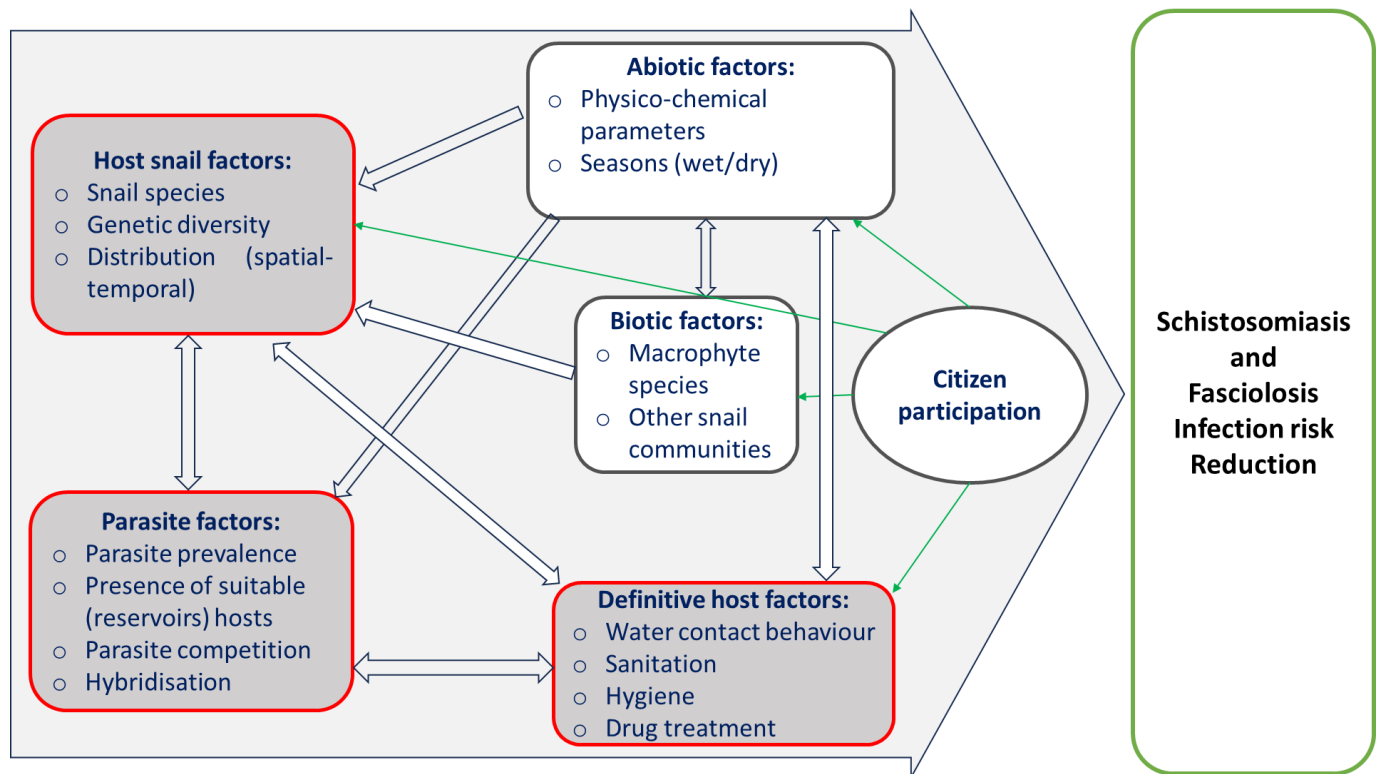 Abiotic factors:
o Physico-chemical
parameters
o Seasons (wet/dry)
Host snail factors:
o Snail species
o Genetic diversity
o Distribution (spatial-
temporal)
Biotic factors:
o Macrophyte
species
o Other snail
communities
Citizen
participation
Parasite factors:
o Parasite prevalence
o Presence of suitable
(reservoirs) hosts
o Parasite competition
o Hybridisation
Definitive host factors:
o Water contact behaviour
o Sanitation
o Hygiene
o Drug treatment
Schistosomiasis
and
Fasciolosis
Infection risk
Reduction